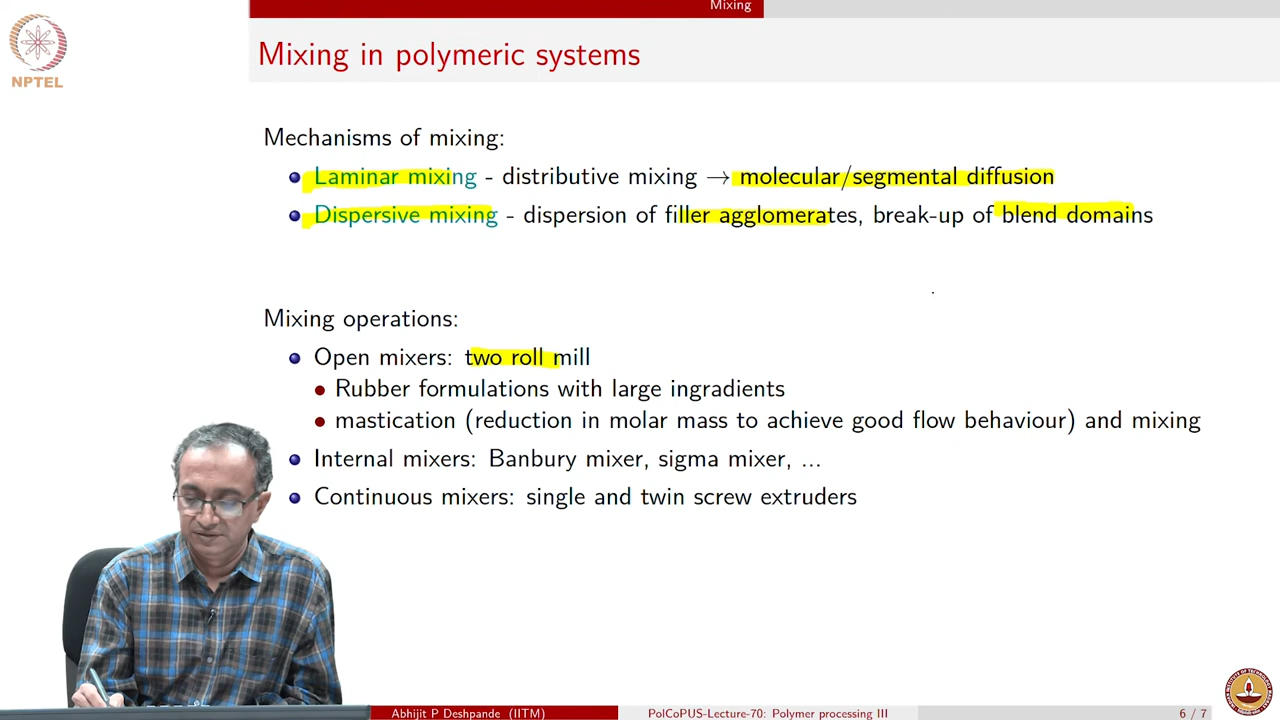 Mixing
NPTEL
Mixing in polymeric systems
Mechanisms of mixing:
Laminar mixing - distributive mixing → molecular/segmental diffusion
Dispersive mixing - dispersion of filler agglomerates, break-up of blend domains
Mixing operations:
Open mixers: two roll mill
Rubber formulations with large ingradients
mastication (reduction in molar mass to achieve good flow behaviour) and mixing
Internal mixers: Banbury mixer, sigma mixer, ...
Continuous mixers: single and twin screw extruders
Abhijit P Deshpande (IITM) PolCoPUS-Lecture-70: Polymer processing III 6 / 7